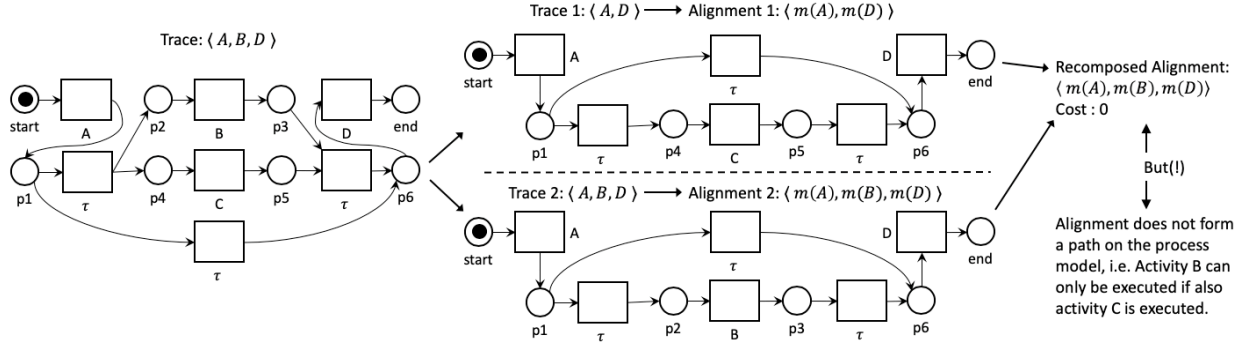 Trace: ⟨ A, B, D ⟩
start
A
p2
B
p3
D
end
p1
τ
p4
C
p5
τ
p6
τ
Trace 1: ⟨ A, D ⟩ Alignment 1: ⟨ m(A), m(D) ⟩
start
A
τ
D
end
p1
τ
p4
C
p5
τ
p6
Trace 2: ⟨ A, B, D ⟩ Alignment 2: ⟨ m(A), m(B), m(D) ⟩
start
A
τ
D
end
p1
τ
p2
B
p3
τ
p6
Recomposed Alignment:
⟨ m(A), m(B), m(D)⟩
Cost : 0
But(!)
Alignment does not form
a path on the process
model, i.e. Activity B can
only be executed if also
activity C is executed.